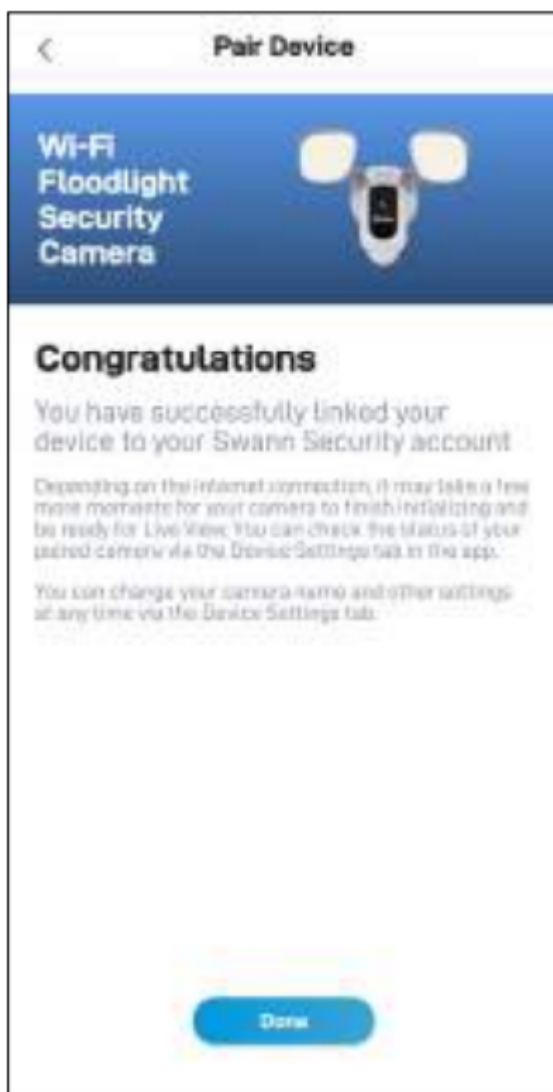 Pair Device
Wi-Fi
Floodlight
Security
Camera
Congratulations
You have successfully linked your
device to your Swann Security account
Depending on the internet connection, it may take a few
more moments for your camera to finish initializing and
be ready for Live View. You can check the status of your
paired camera via the Device Settings tab in the app.
You can change your camera name and other settings
at any time via the Device Settings tab.
Done